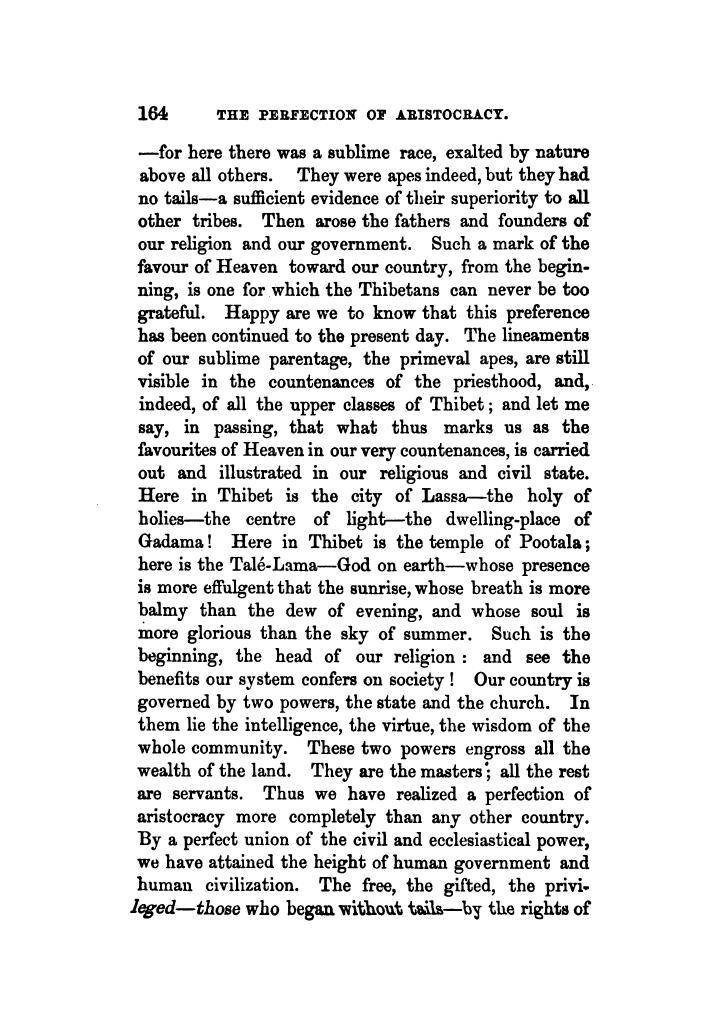 164 THE PERFECTION OF ARISTOCRACY.
—for here there was a sublime race, exalted by nature
above all others. They were apes indeed, but they had
no tails—a sufficient evidence of their superiority to all
other tribes. Then arose the fathers and founders of
our religion and our government. Such a mark of the
favour of Heaven toward our country, from the begin-
ning, is one for which the Thibetans can never be too
grateful. Happy are we to know that this preference
has been continued to the present day. The lineaments
of our sublime parentage, the primeval apes, are still
visible in the countenances of the priesthood, and,
indeed, of all the upper classes of Thibet; and let me
say, in passing, that what thus marks us as the
favourites of Heaven in our very countenances, is carried
out and illustrated in our religious and civil state.
Here in Thibet is the city of Lassa—the holy of
holies—the centre of light—the dwelling-place of
Gadama! Here in Thibet is the temple of Pootala;
here is the Talé-Lama—God on earth—whose presence
is more effulgent that the sunrise, whose breath is more
balmy than the dew of evening, and whose soul is
more glorious than the sky of summer. Such is the
beginning, the head of our religion: and see the
benefits our system confers on society! Our country is
governed by two powers, the state and the church. In
them lie the intelligence, the virtue, the wisdom of the
whole community. These two powers engross all the
wealth of the land. They are the masters; all the rest
are servants. Thus we have realized a perfection of
aristocracy more completely than any other country.
By a perfect union of the civil and ecclesiastical power,
we have attained the height of human government and
human civilization. The free, the gifted, the privi-
leged—those who began without tails—by the rights of